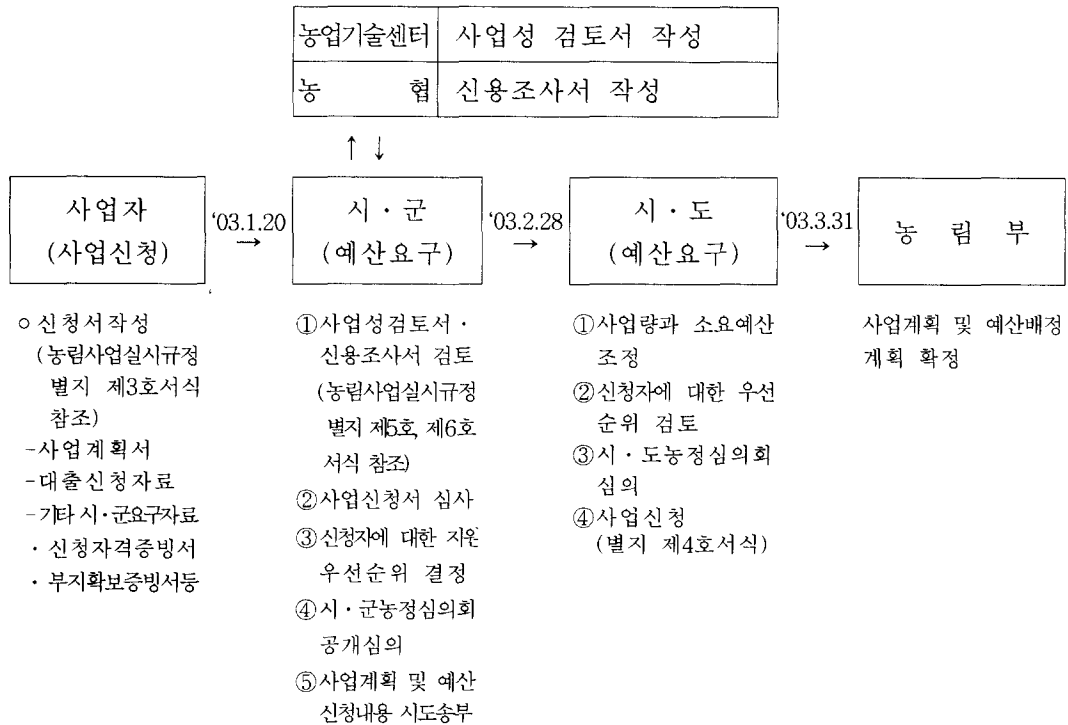 농업기술센터 사업성 검토서 작성
농 협 신용조사서 작성
↑ ↓
사업자
(사업신청)
'03.1.20
→
시·군
(예산요구)
'03.2.28
→
시·도
(예산요구)
'03.3.31
→
농 림 부
○신청서작성
(농림사업실시규정
별지 제3호서식
참조)
-사업계획서
-대출신청자료
-기타 시·군요구자료
·신청자격증빙서
·부지확보증빙서등
①사업성검토서·
신용조사서 검토
(농림사업실시규정
별지 제5호, 제6호
서식 참조)
②사업신청서 심사
③신청자에 대한 지원
우선순위 결정
④시·군농정심의회
공개심의
⑤사업계획 및 예산
신청내용 시도송부
①사업량과 소요예산
조정
②신청자에 대한 우선
순위 검토
③시·도농정심의회
심의
④사업신청
(별지 제4호서식)
사업계획 및 예산배정
계획 확정